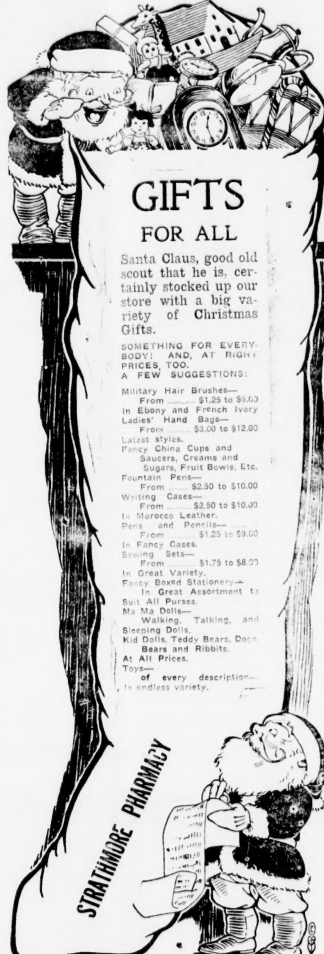 GIFTS
FOR ALL
Santa Claus, good old
scout that he is, cer-
tainly stocked up our
store with a big va-
riety of Christmas
Gifts.
SOMETHING FOR EVERY-
BODY! AND, AT RIGHT
PRICES, TOO.
A FEW SUGGESTIONS:
Military Hair Brushes—
From ........ $1.25 to
In Ebony and French Ivory
Ladies' Hand Bags—
From ........ $3.00 to $12.00
Latest styles.
Fancy China Cups and
Saucers, Creams and
Sugars, Fruit Bowls, Etc.
Fountain Pens—
From ........ $2.50 to $10.00
Writing Cases—
From ........ $2.50 to $10.00
In Morocco Leather.
Pens and Pencils—
From $1.25 to
In Fancy Cases.
Sewing Sets—
From ........ $1.75 to $8.00
In Great Variety.
Fancy Boxed Stationery—
In Great Assortment to
Suit All Purses.
Ma Ma Dolls—
Walking, Talking, and
Sleeping Dolls.
Kid Dolls, Teddy Bears, Dogs
Bears and Ribbits.
At All Prices.
Toys—
of every description—
In endless variety.
STRATHMORE PHARMACY